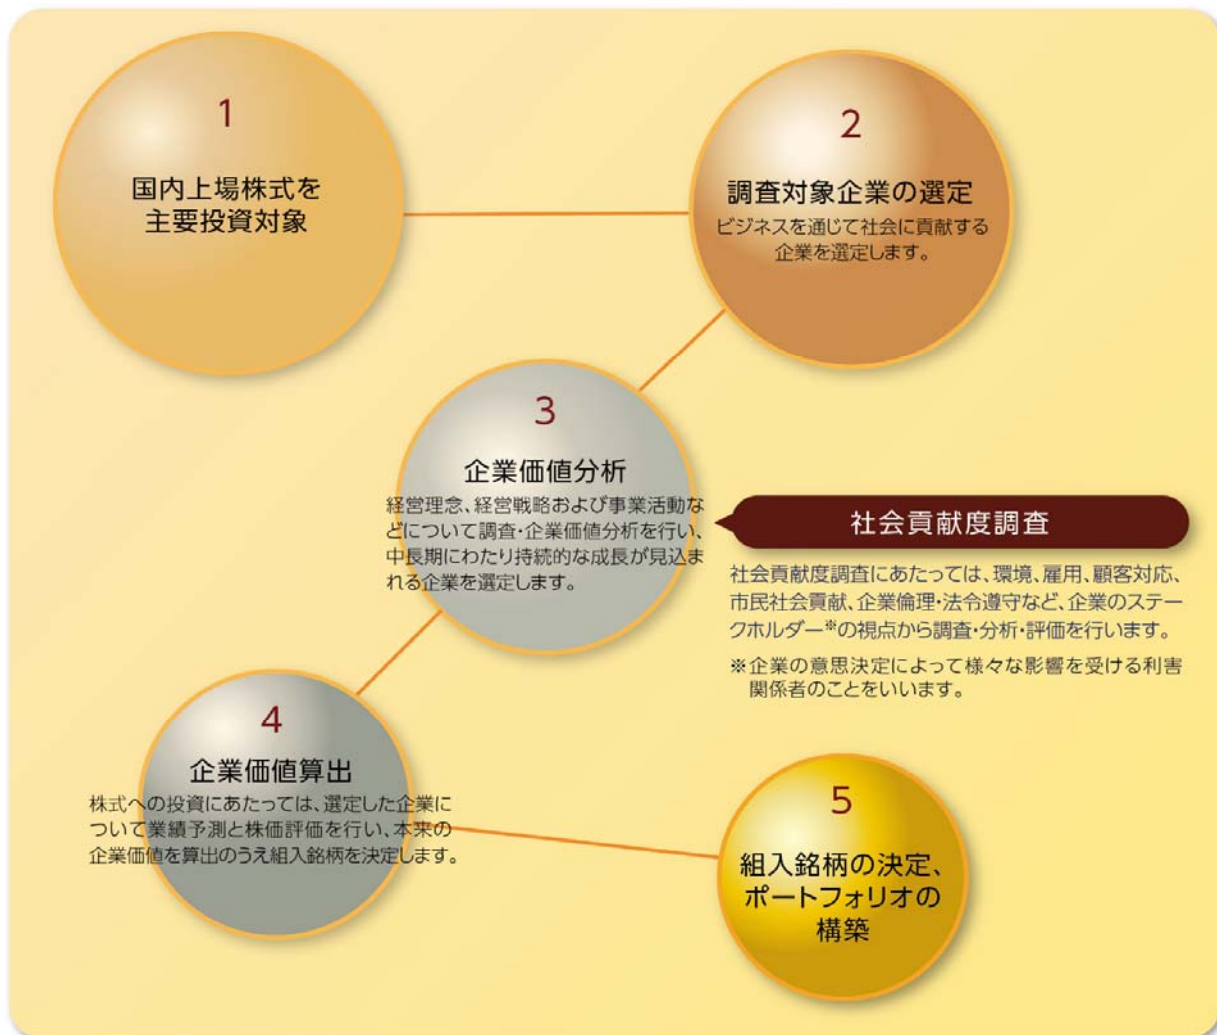 1
国内上場株式を
主要投資対象
2
調査対象企業の選定
ビジネスを通じて社会に貢献する
企業を選定します。
3
企業価値分析
経営理念、経営戦略および事業活動な
どについて調査・企業価値分析を行い、
中長期にわたり持続的な成長が見込ま
れる企業を選定します。
社会貢献度調査
社会貢献度調査にあたっては、環境、雇用、顧客対応、
市民社会貢献、企業倫理・法令遵守など、企業のステー
クホルダー※の視点から調査・分析・評価を行います。
※企業の意思決定によって様々な影響を受ける利害
関係者のことをいいます。
4
企業価値算出
株式への投資にあたっては、選定した企業に
ついて業績予測と株価評価を行い、本来の
企業価値を算出のうえ組入銘柄を決定します。
5
組入銘柄の決定、
ポートフォリオの
構築